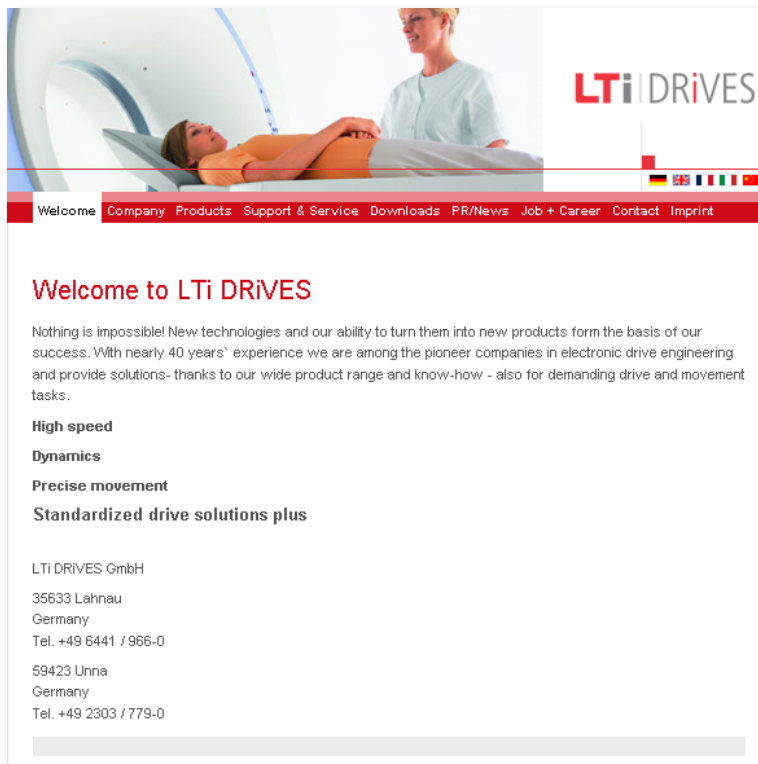 LTi DRiVES
Welcome Company Products Support & Service Downloads PR/News Job + Career Contact Imprint
Welcome to LTi DRiVES
Nothing is impossible! New technologies and our ability to turn them into new products form the basis of our
success. With nearly 40 years` experience we are among the pioneer companies in electronic drive engineering
and provide solutions- thanks to our wide product range and know-how - also for demanding drive and movement
tasks.
High speed
Dynamics
Precise movement
Standardized drive solutions plus
LTi DRiVES GmbH
35633 Lahnau
Germany
Tel. +49 6441 / 966-0
59423 Unna
Germany
Tel. +49 2303 / 779-0